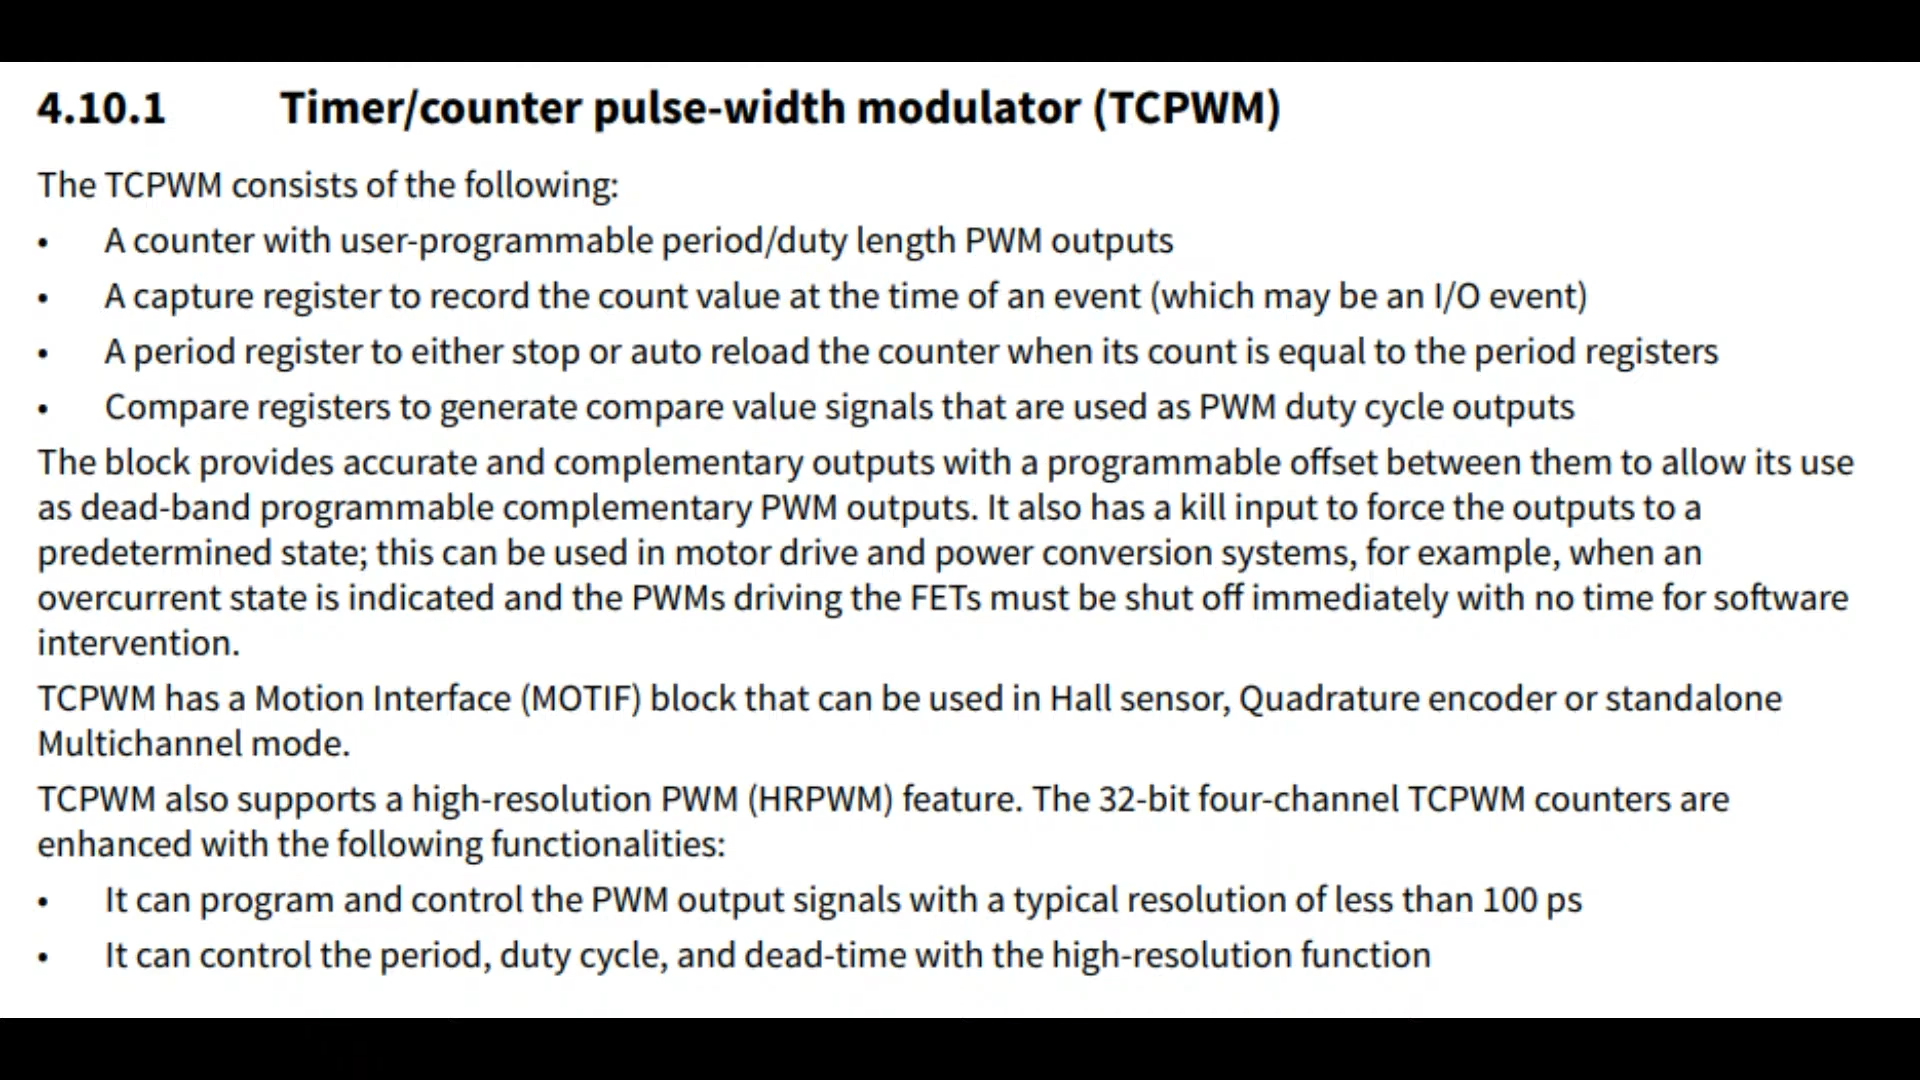 4.10.1 Timer/counter pulse-width modulator (TCPWM)
The TCPWM consists of the following:
• A counter with user-programmable period/duty length PWM outputs
• A capture register to record the count value at the time of an event (which may be an I/O event)
• A period register to either stop or auto reload the counter when its count is equal to the period registers
• Compare registers to generate compare value signals that are used as PWM duty cycle outputs
The block provides accurate and complementary outputs with a programmable offset between them to allow its use
as dead-band programmable complementary PWM outputs. It also has a kill input to force the outputs to a
predetermined state; this can be used in motor drive and power conversion systems, for example, when an
overcurrent state is indicated and the PWMs driving the FETs must be shut off immediately with no time for software
intervention.
TCPWM has a Motion Interface (MOTIF) block that can be used in Hall sensor, Quadrature encoder or standalone
Multichannel mode.
TCPWM also supports a high-resolution PWM (HRPWM) feature. The 32-bit four-channel TCPWM counters are
enhanced with the following functionalities:
• It can program and control the PWM output signals with a typical resolution of less than 100 ps
• It can control the period, duty cycle, and dead-time with the high-resolution function